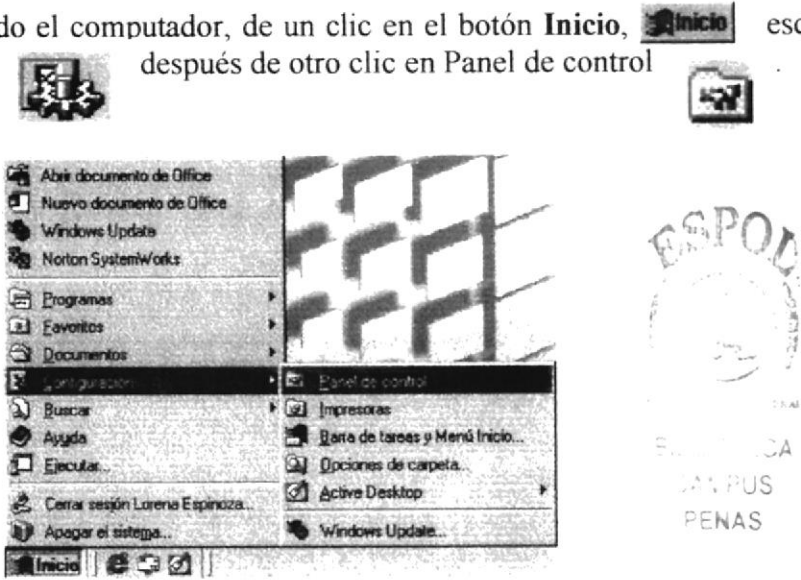 do el computador, de un clic en el botón Inicio, Inicio esc
después de otro clic en Panel de control
Abrir documento de Office
Nuevo documento de Office
Windows Update
Norton SystemWorks
Programas
Favoritos
Documentos
Configuración
Buscar
Ayuda
Ejecutar...
Cerrar sesión Lorena Espinoza...
Apagar el sistema...
Panel de control
Impresoras
Barra de tareas y Menú Inicio...
Opciones de carpeta...
Active Desktop
Windows Update...
Inicio
ESPOL
CA
PUS
PENAS